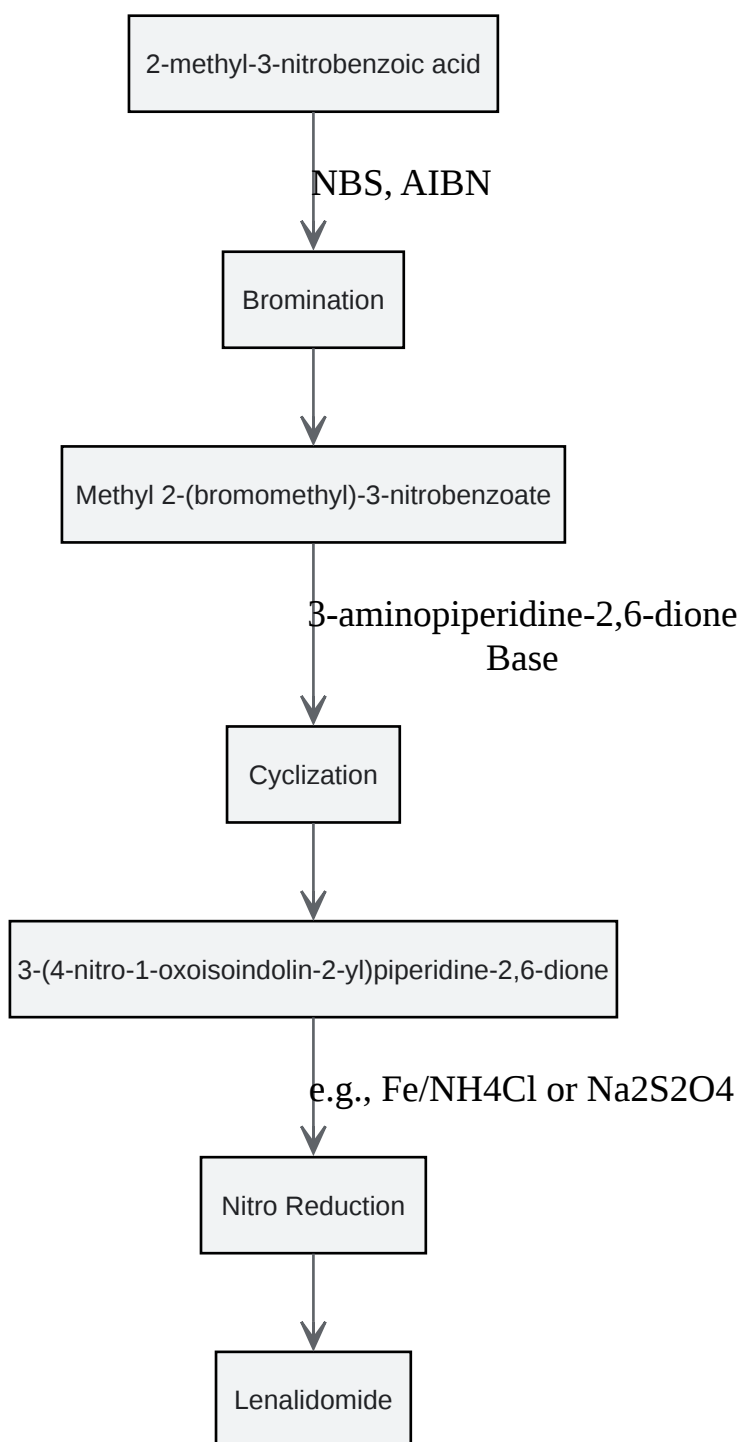 2-methyl-3-nitrobenzoic acid
NBS, AIBN
Bromination
Methyl 2-(bromomethyl)-3-nitrobenzoate
3-aminopiperidine-2,6-dione
Base
Cyclization
3-(4-nitro-1-oxoisoindolin-2-yl)piperidine-2,6-dione
e.g., Fe/NH4Cl or Na2S2O4
Nitro Reduction
Lenalidomide